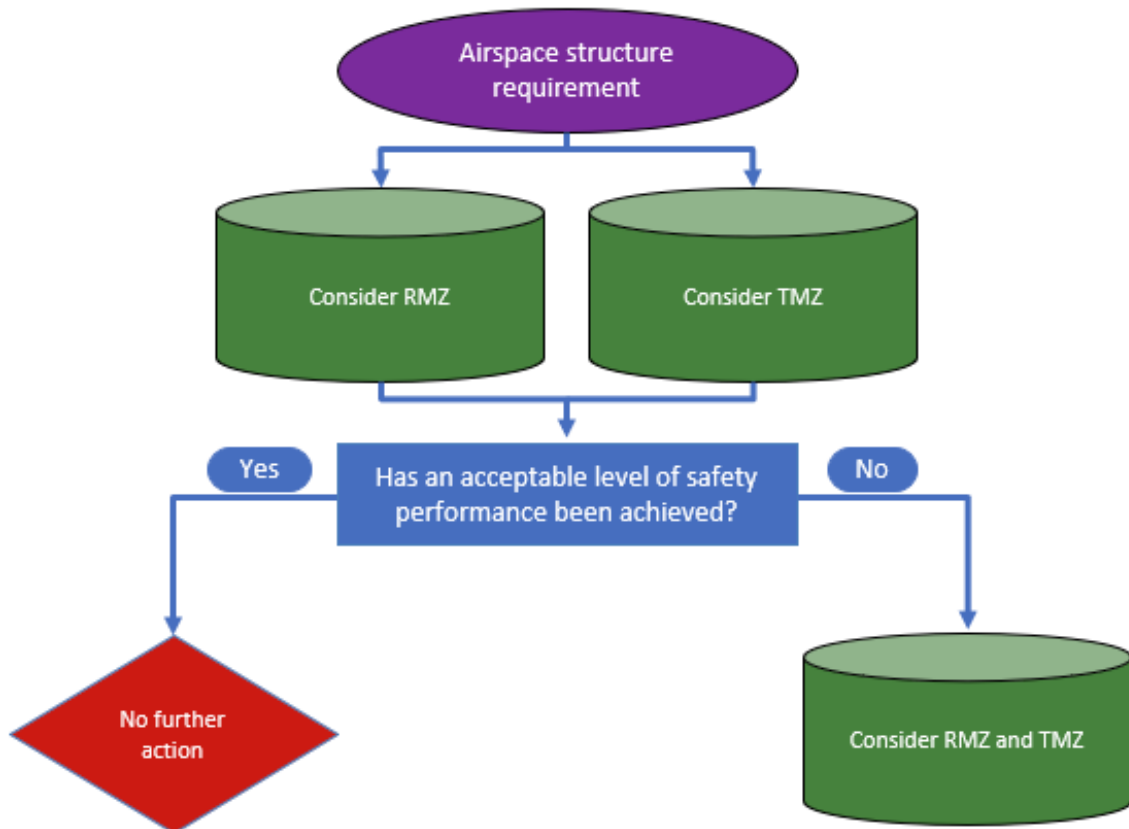 Airspace structure
requirement
Consider RMZ
Consider TMZ
Yes
Has an acceptable level of safety
performance been achieved?
No
No further
action
Consider RMZ and TMZ